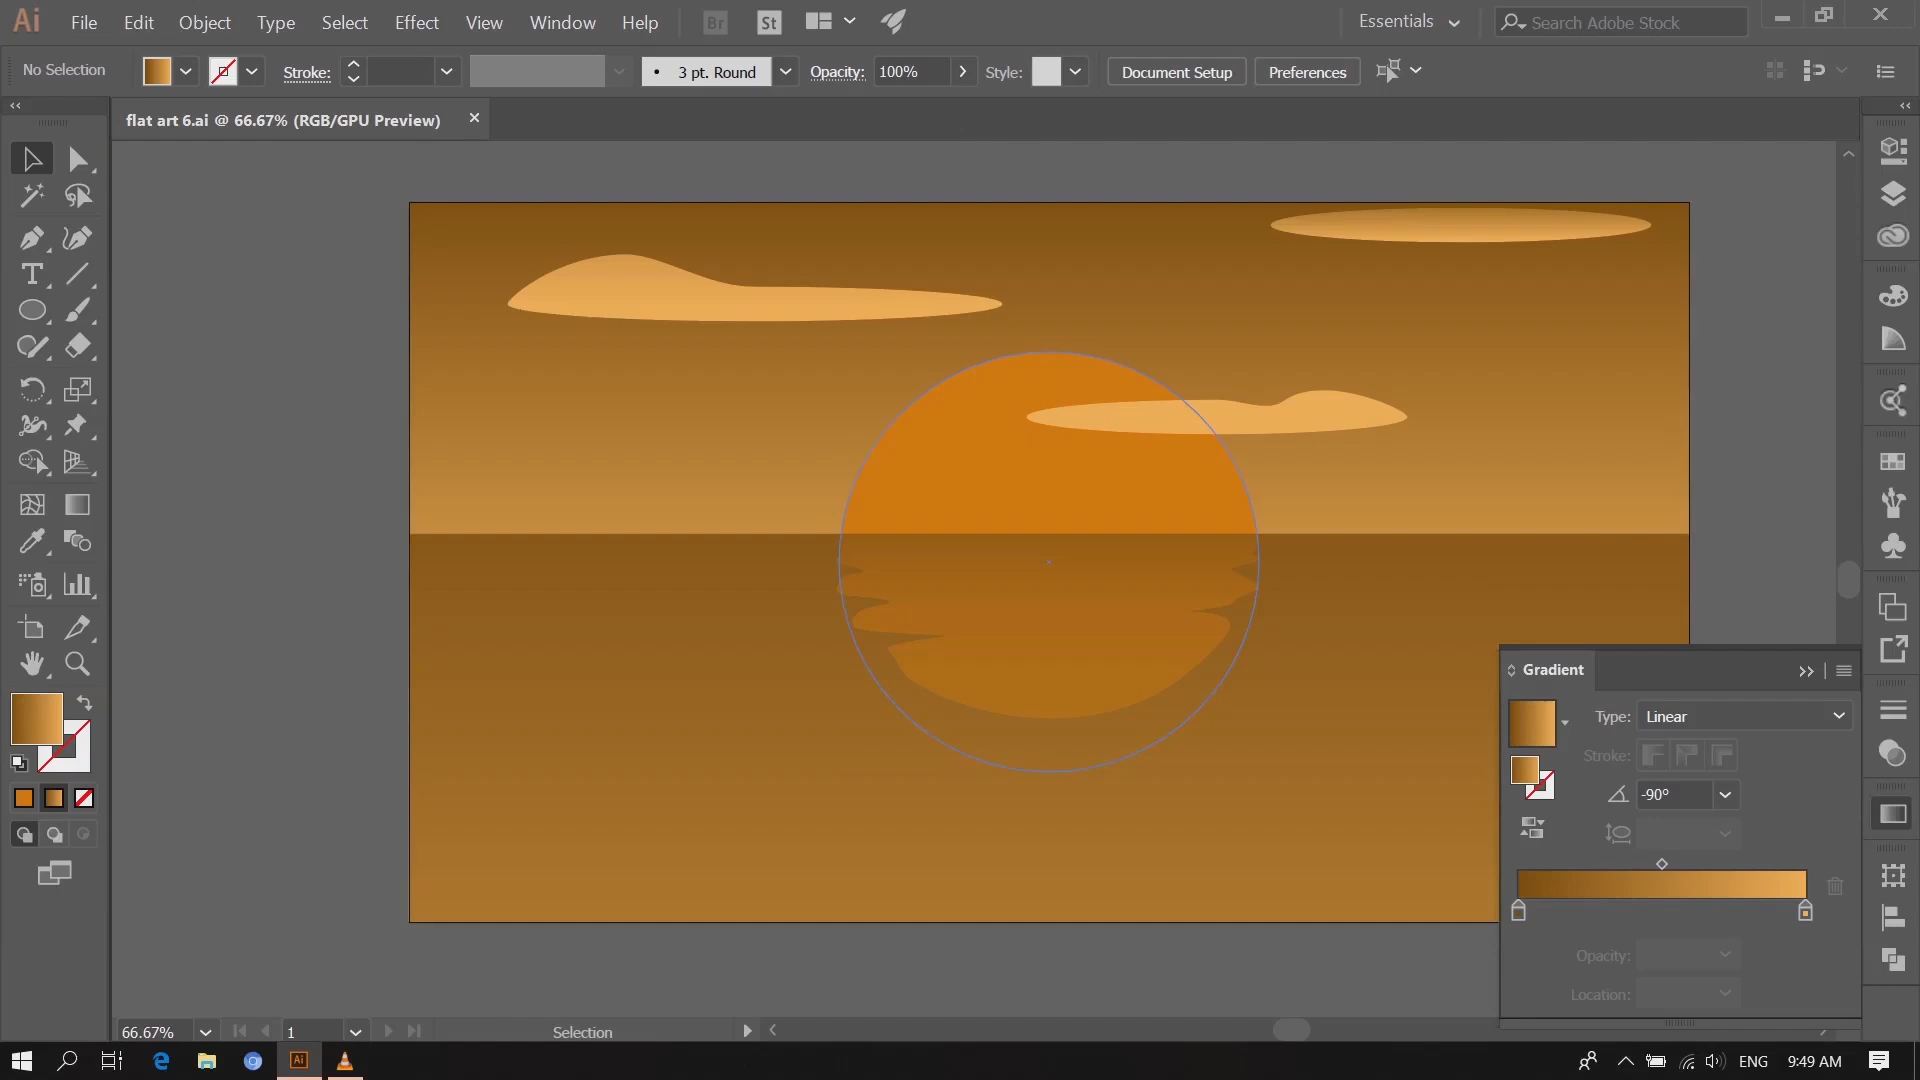 Ai File Edit Object Type Select Effect View Window Help Br St Essentials Search Adobe Stock
No Selection Stroke: 3 pt. Round Opacity: 100% Style: Document Setup Preferences
flat art 6.ai @ 66.67% (RGB/GPU Preview)
Gradient
Type: Linear
Stroke:
-90°
Opacity:
Location:
66.67% 1 Selection
Ai ENG 9:49 AM